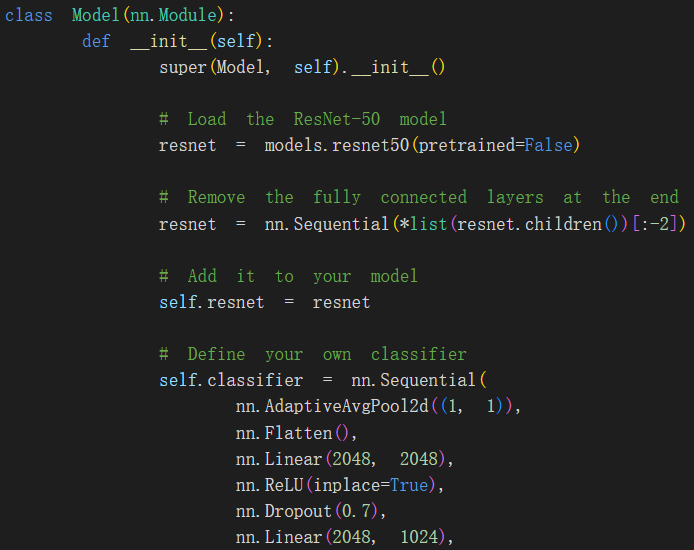 class Model(nn.Module):
def __init__(self):
super(Model, self).__init__()
# Load the ResNet-50 model
resnet = models.resnet50(pretrained=False)
# Remove the fully connected layers at the end
resnet = nn.Sequential(*list(resnet.children())[:-2])
# Add it to your model
self.resnet = resnet
# Define your own classifier
self.classifier = nn.Sequential(
nn.AdaptiveAvgPool2d((1, 1)),
nn.Flatten(),
nn.Linear(2048, 2048),
nn.ReLU(inplace=True),
nn.Dropout(0.7),
nn.Linear(2048, 1024),